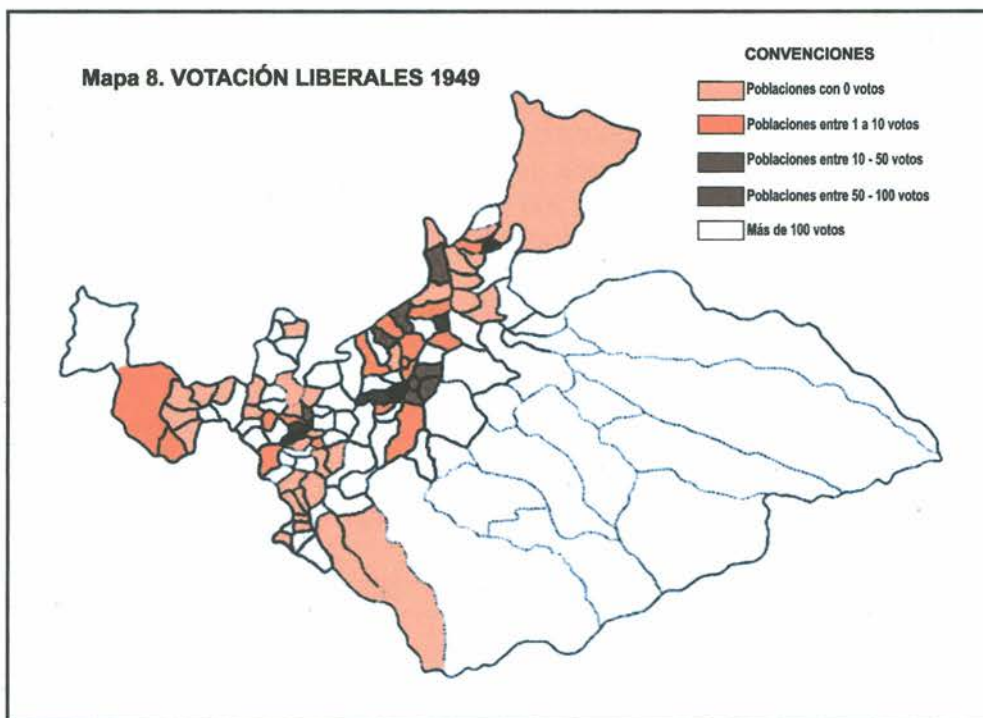 Mapa 8. VOTACIÓN LIBERALES 1949
CONVENCIONES
Poblaciones con 0 votos
Poblaciones entre 1 a 10 votos
Poblaciones entre 10 - 50 votos
Poblaciones entre 50 - 100 votos
Más de 100 votos